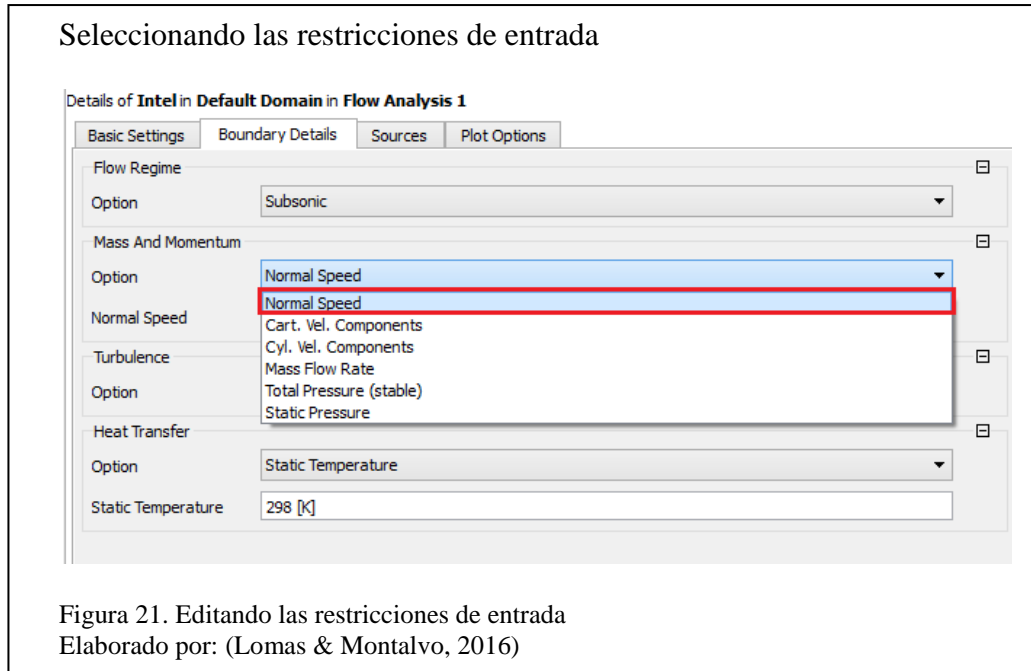 Seleccionando las restricciones de entrada
Details of Intel in Default Domain in Flow Analysis 1
Basic Settings Boundary Details Sources Plot Options
Flow Regime
Option Subsonic
Mass And Momentum
Option Normal Speed
Normal Speed
Normal Speed
Cart. Vel. Components
Cyl. Vel. Components
Mass Flow Rate
Total Pressure (stable)
Static Pressure
Turbulence
Option
Heat Transfer
Option Static Temperature
Static Temperature 298 [K]
Figura 21. Editando las restricciones de entrada
Elaborado por: (Lomas & Montalvo, 2016)